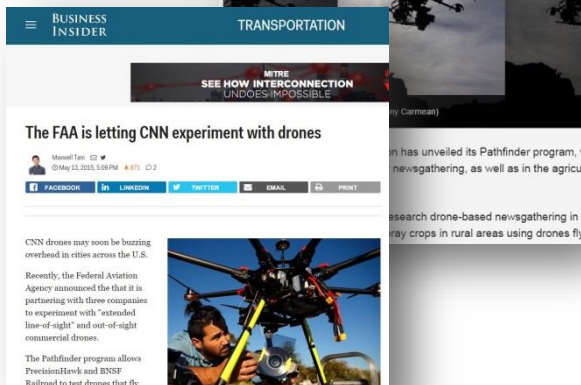 BUSINESS
INSIDER
TRANSPORTATION
MITRE
SEE HOW INTERCONNECTION
UNDOES IMPOSSIBLE
The FAA is letting CNN experiment with drones
Maxwell Tani
May 13, 2015, 5:09 PM 871 2
FACEBOOK LINKEDIN TWITTER EMAIL PRINT
CNN drones may soon be buzzing
overhead in cities across the U.S.
Recently, the Federal Aviation
Agency announced the that it is
partnering with three companies
to experiment with "extended
line-of-sight" and out-of-sight
commercial drones.
The Pathfinder program allows
PrecisionHawk and BNSF
Railroad to test drones that fly
ny Carmean)
n has unveiled its Pathfinder program,
newsgathering, as well as in the agricu
esearch drone-based newsgathering in
ray crops in rural areas using drones fly